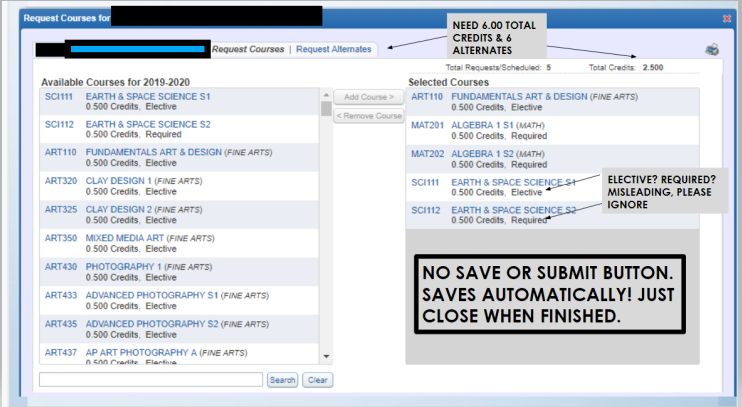 Request Courses for
NEED 6.00 TOTAL
CREDITS & 6
ALTERNATES
Request Courses | Request Alternates
Total Requests/Scheduled: 5 Total Credits: 2.500
Available Courses for 2019-2020
SCI111 EARTH & SPACE SCIENCE S1
0.500 Credits, Elective
SCI112 EARTH & SPACE SCIENCE S2
0.500 Credits, Required
ART110 FUNDAMENTALS ART & DESIGN (FINE ARTS)
0.500 Credits, Elective
ART320 CLAY DESIGN 1 (FINE ARTS)
0.500 Credits, Elective
ART325 CLAY DESIGN 2 (FINE ARTS)
0.500 Credits, Elective
ART350 MIXED MEDIA ART (FINE ARTS)
0.500 Credits, Elective
ART430 PHOTOGRAPHY 1 (FINE ARTS)
0.500 Credits, Elective
ART433 ADVANCED PHOTOGRAPHY S1 (FINE ARTS)
0.500 Credits, Elective
ART435 ADVANCED PHOTOGRAPHY S2 (FINE ARTS)
0.500 Credits, Elective
ART437 AP ART PHOTOGRAPHY A (FINE ARTS)
0.500 Credits, Elective
Search Clear
Add Course >
< Remove Course
Selected Courses
ART110 FUNDAMENTALS ART & DESIGN (FINE ARTS)
0.500 Credits, Elective
MAT201 ALGEBRA 1 S1 (MATH)
0.500 Credits, Required
MAT202 ALGEBRA 1 S2 (MATH)
0.500 Credits, Required
SCI111 EARTH & SPACE SCIENCE S1
0.500 Credits, Elective
SCI112 EARTH & SPACE SCIENCE S2
0.500 Credits, Required
ELECTIVE? REQUIRED?
MISLEADING, PLEASE
IGNORE
NO SAVE OR SUBMIT BUTTON.
SAVES AUTOMATICALLY! JUST
CLOSE WHEN FINISHED.